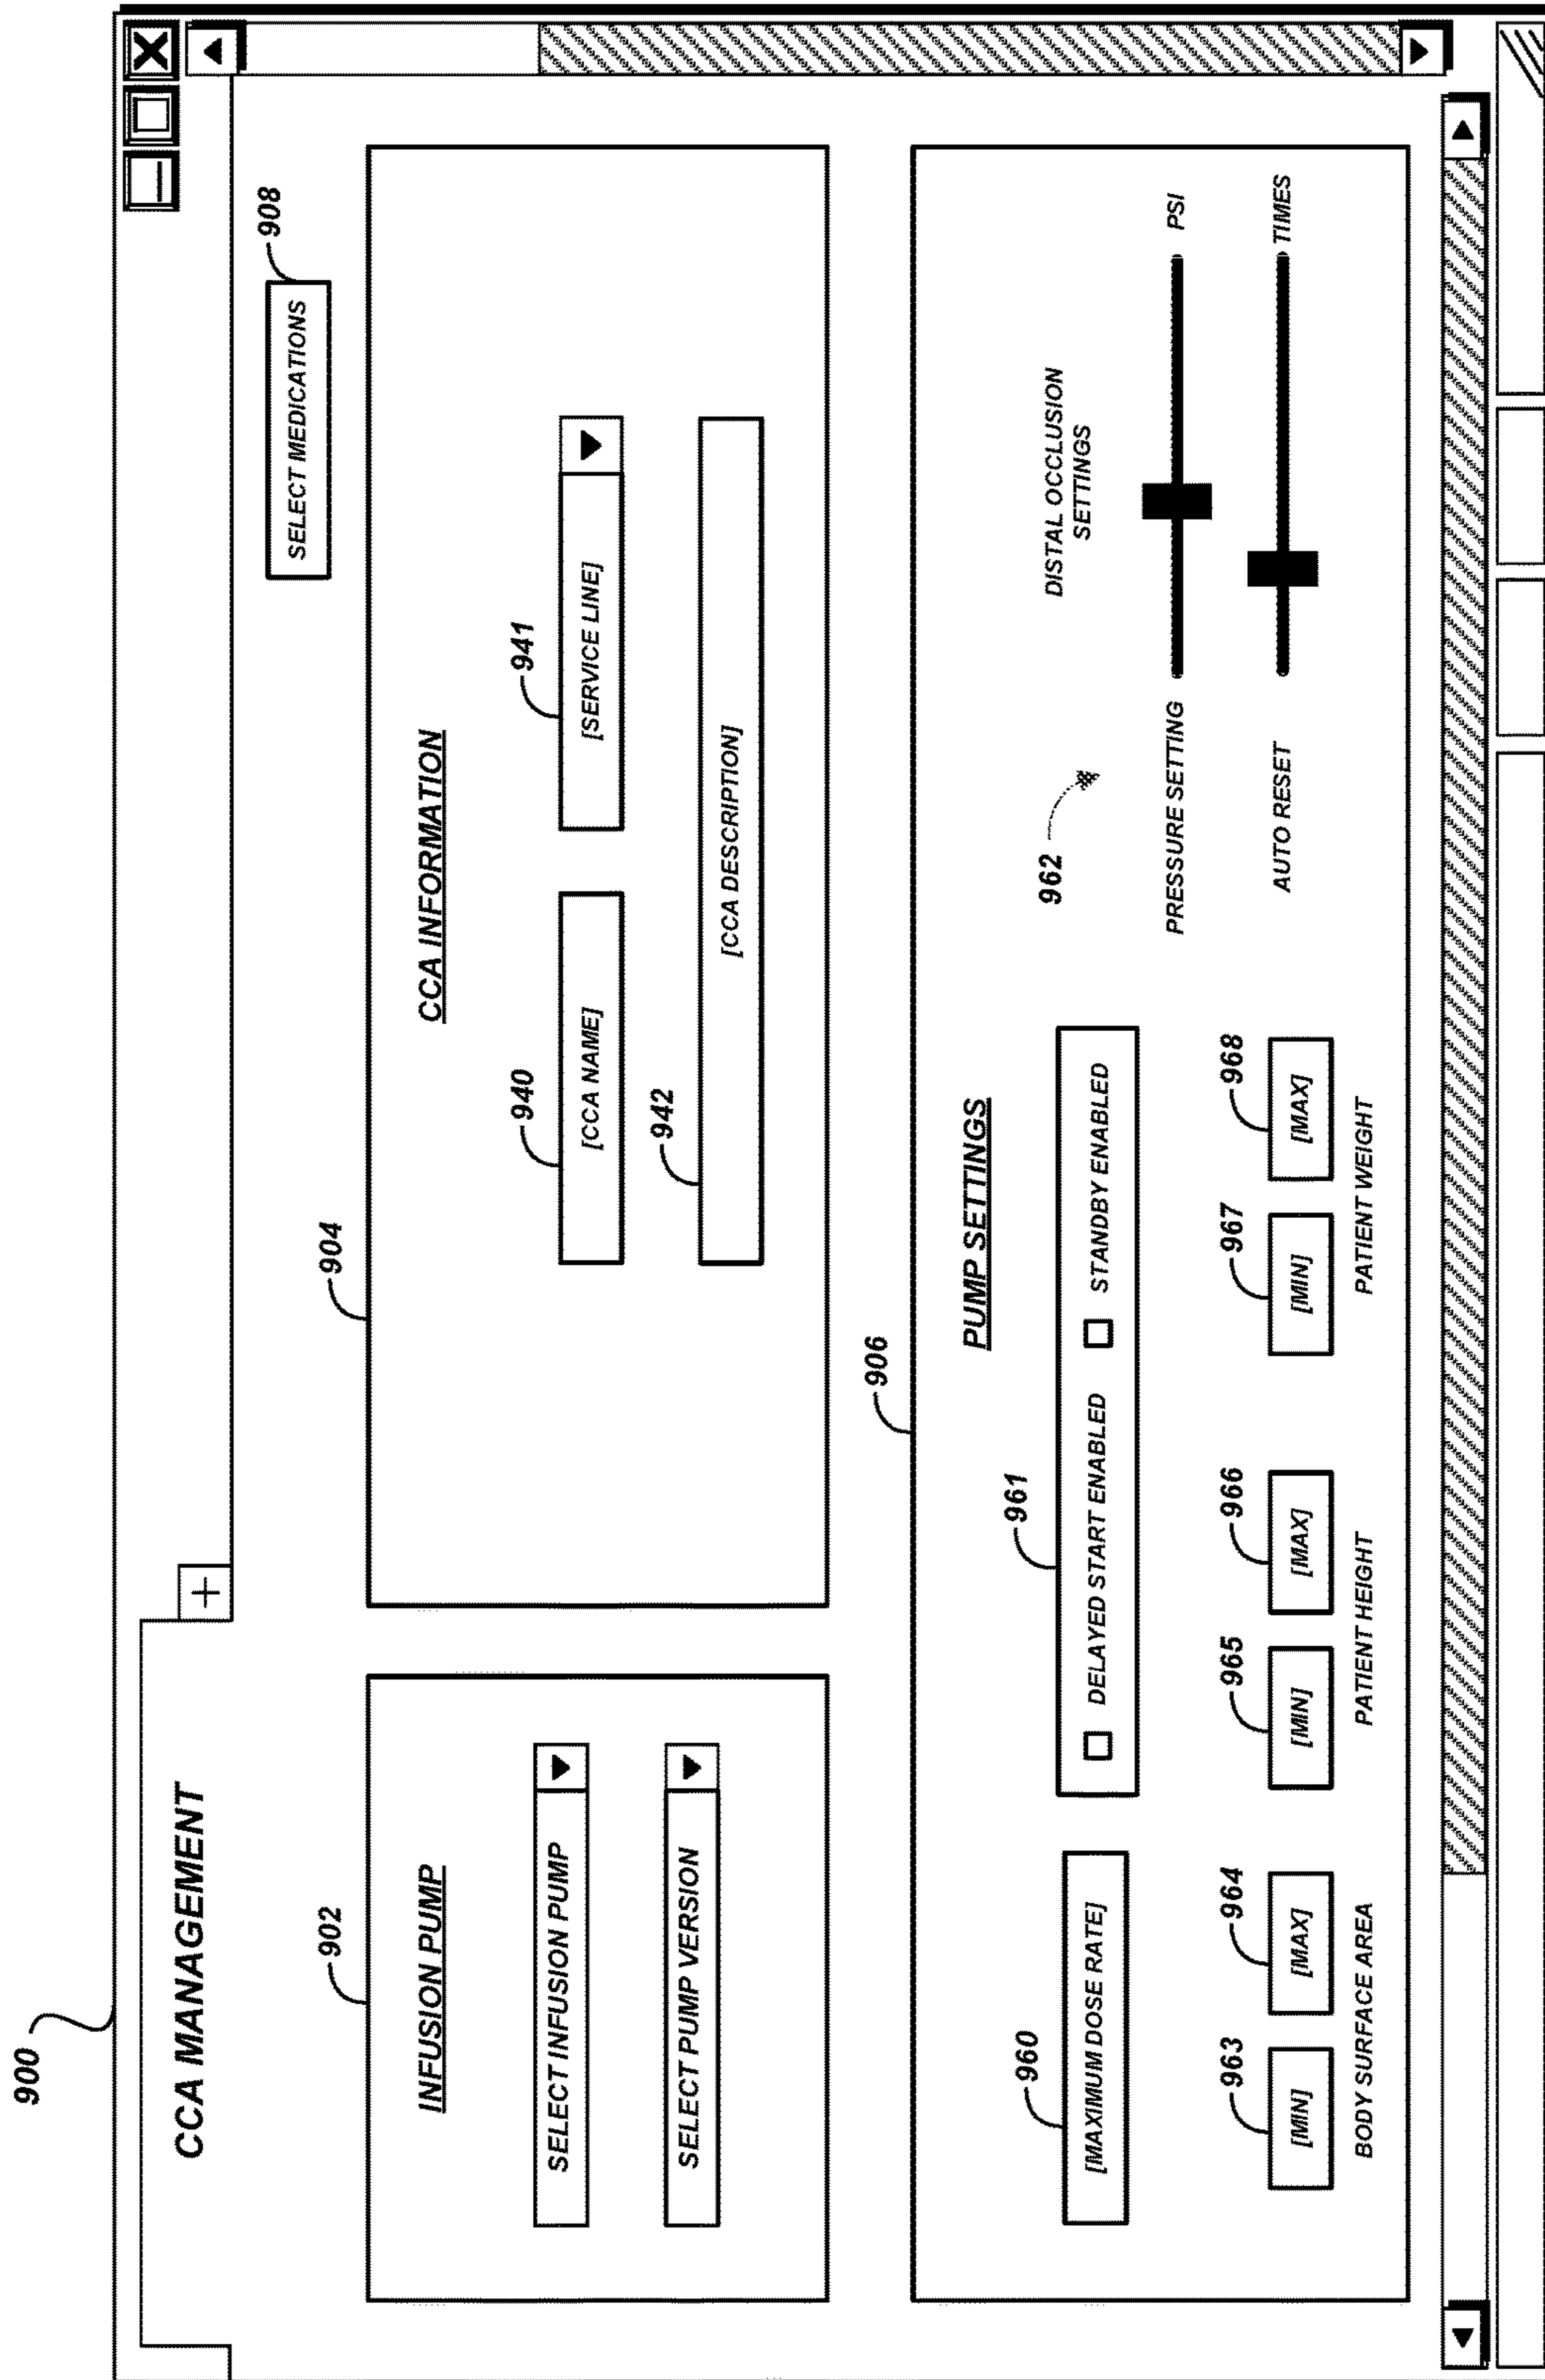 900
CCA MANAGEMENT
+
908
SELECT MEDICATIONS
902
INFUSION PUMP
SELECT INFUSION PUMP
SELECT PUMP VERSION
904
CCA INFORMATION
940
[CCA NAME]
941
[SERVICE LINE]
942
[CCA DESCRIPTION]
906
PUMP SETTINGS
960
[MAXIMUM DOSE RATE]
961
DELAYED START ENABLED
STANDBY ENABLED
962
DISTAL OCCLUSION
SETTINGS
PRESSURE SETTING
PSI
AUTO RESET
TIMES
963
[MIN]
964
[MAX]
BODY SURFACE AREA
965
[MIN]
966
[MAX]
PATIENT HEIGHT
967
[MIN]
968
[MAX]
PATIENT WEIGHT